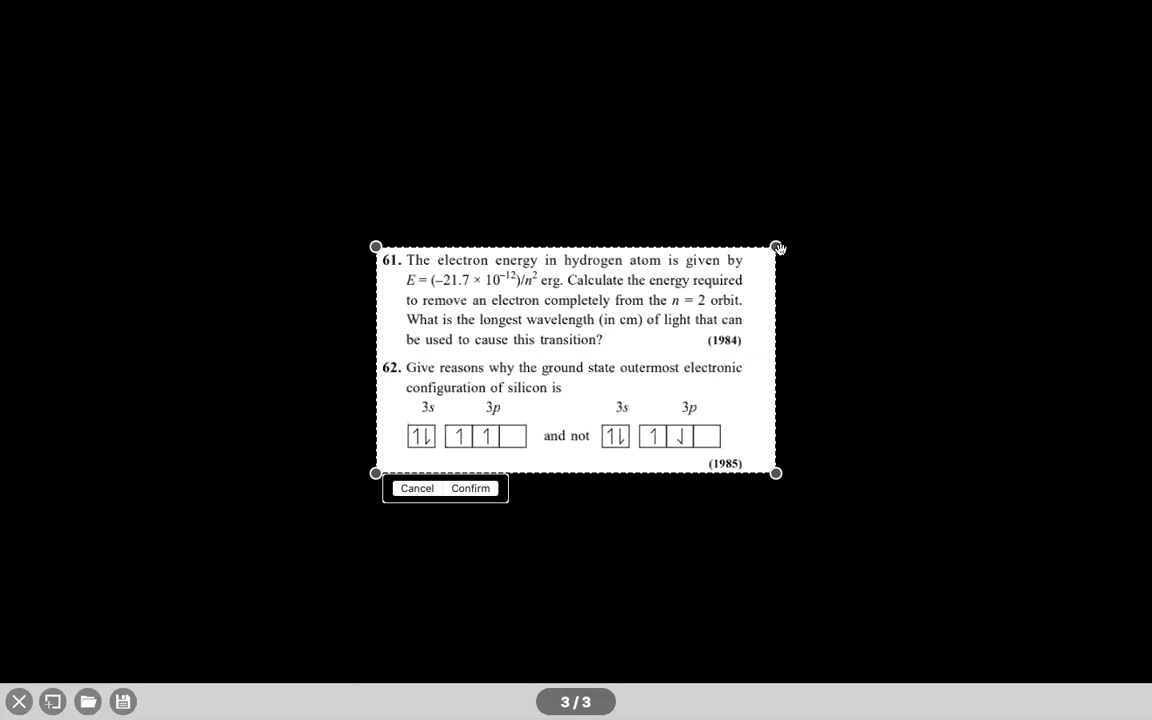 61. The electron energy in hydrogen atom is given by
E = (–21.7 × 10⁻¹²)/n² erg. Calculate the energy required
to remove an electron completely from the n = 2 orbit.
What is the longest wavelength (in cm) of light that can
be used to cause this transition? (1984)
62. Give reasons why the ground state outermost electronic
configuration of silicon is
3s 3p 3s 3p
↿⇂ ↿ ↿ and not ↿⇂ ↿ ⇃
(1985)
Cancel Confirm
3 / 3